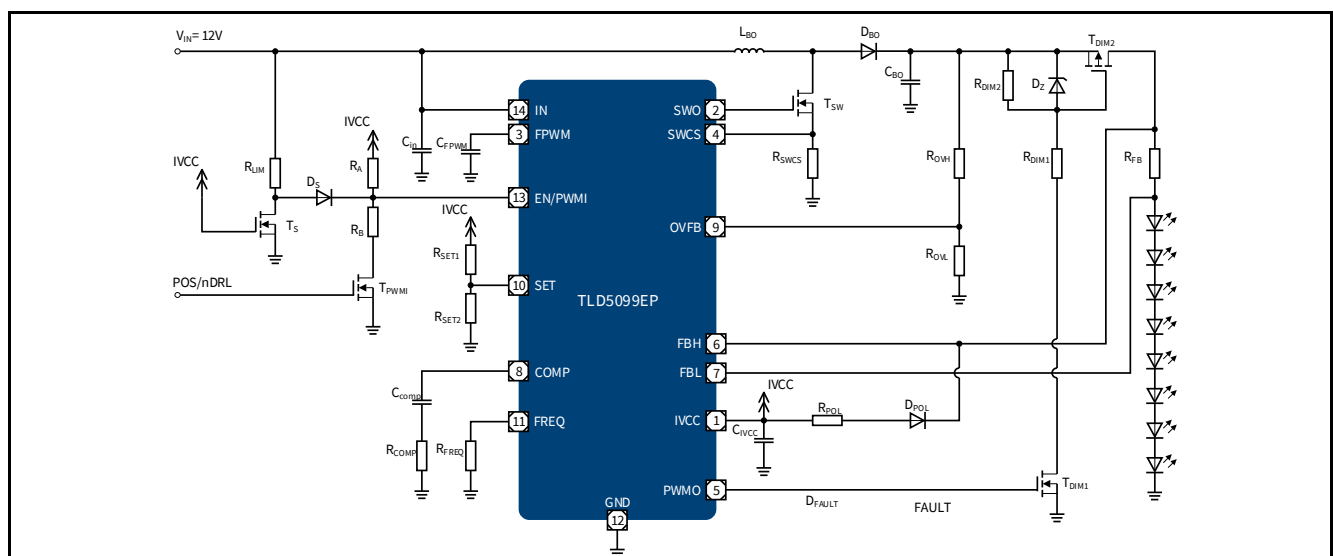 V_IN= 12V
L_BO
D_BO
T_DIM2
C_BO
R_DIM2
D_Z
T_SW
14 IN
SWO 2
3 FPWM
SWCS 4
C_in
C_FPWM
IVCC
R_LIM
R_A
IVCC
R_SWCS
R_OVH
R_DIM1
R_FB
D_S
13 EN/PWMI
T_S
R_B
IVCC
OVFB 9
R_SET1
R_OVL
POS/nDRL
T_PWMI
10 SET
TLD5099EP
R_SET2
FBH 6
8 COMP
FBL 7
C_comp
IVCC
R_POL
D_POL
11 FREQ
IVCC 1
C_IVCC
R_COMP
R_FREQ
PWMO 5
T_DIM1
D_FAULT
FAULT
GND
12